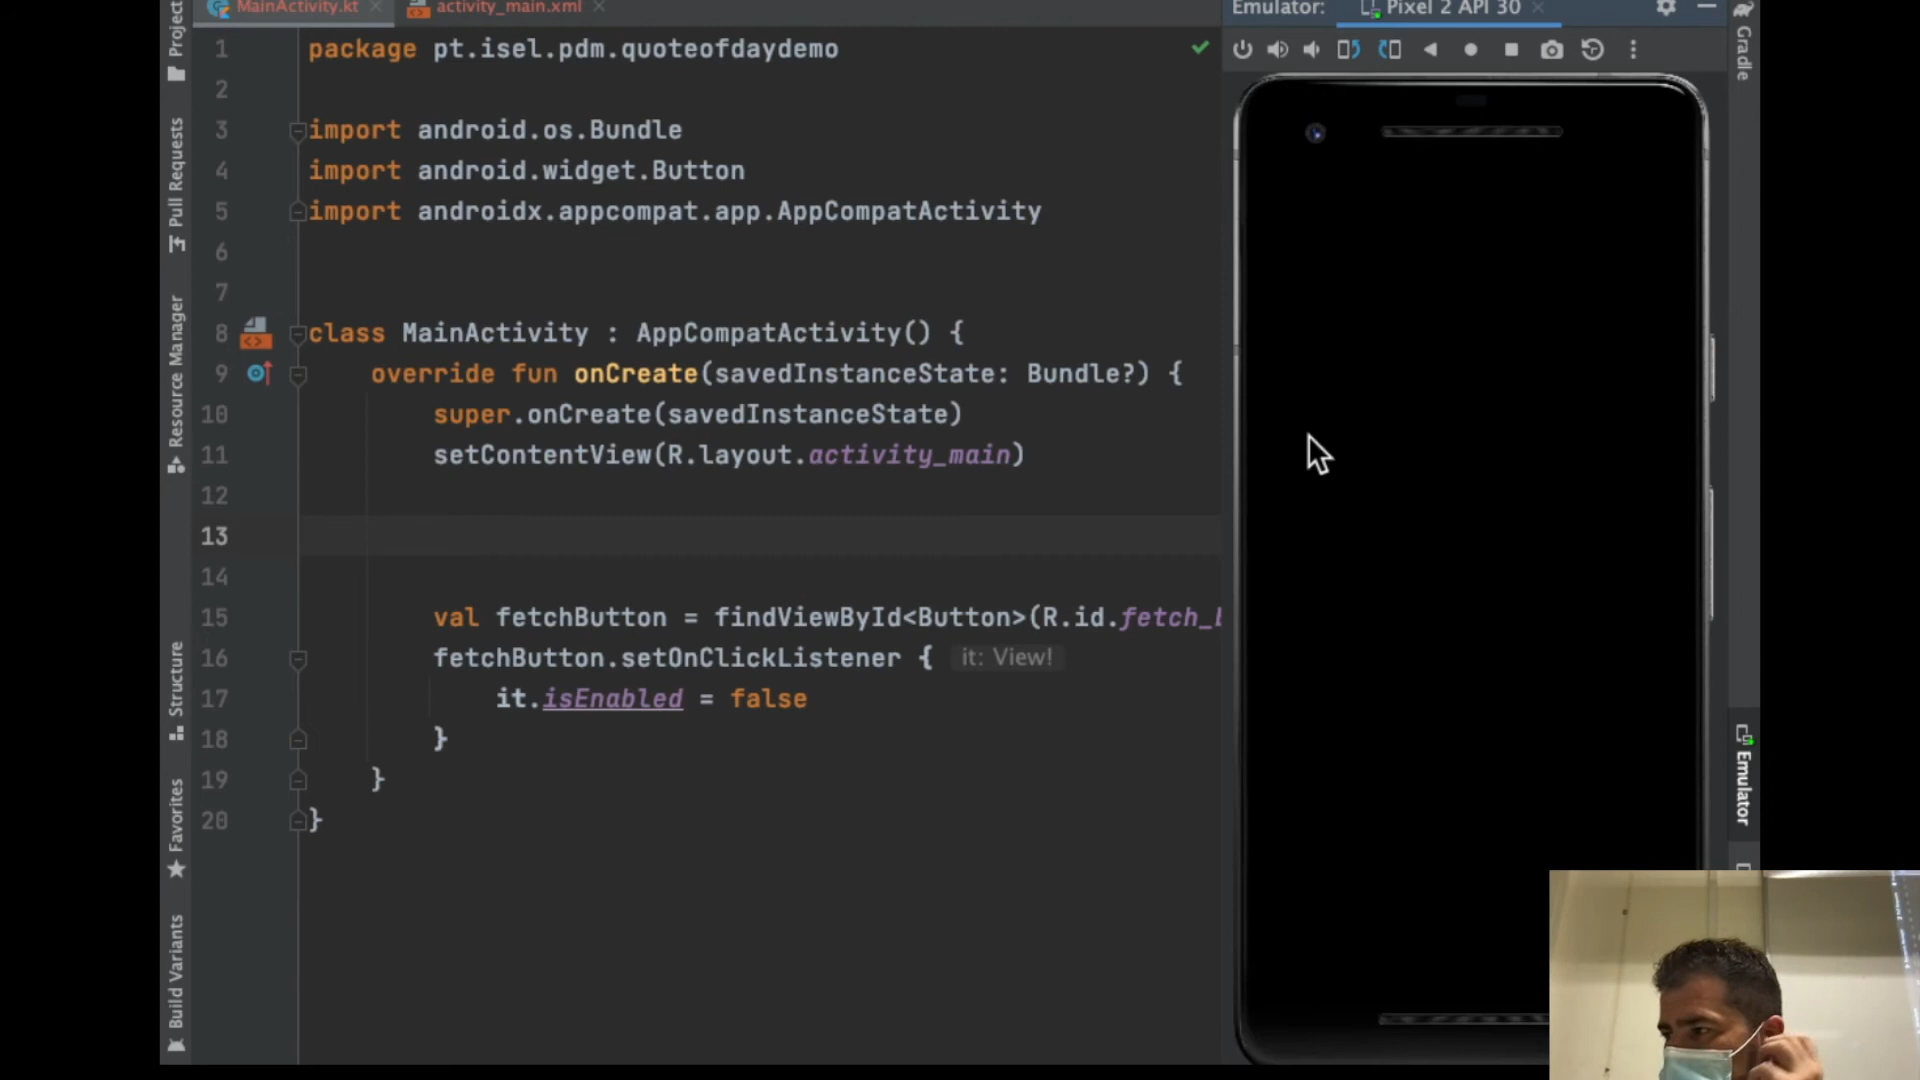 MainActivity.kt
activity_main.xml
Emulator:
Pixel 2 API 30
Project
Pull Requests
Resource Manager
Structure
Favorites
Build Variants
Gradle
Emulator
1 package pt.isel.pdm.quoteofdaydemo
2
3 import android.os.Bundle
4 import android.widget.Button
5 import androidx.appcompat.app.AppCompatActivity
6
7
8 class MainActivity : AppCompatActivity() {
9 override fun onCreate(savedInstanceState: Bundle?) {
10 super.onCreate(savedInstanceState)
11 setContentView(R.layout.activity_main)
12
13
14
15 val fetchButton = findViewById<Button>(R.id.fetch_b
16 fetchButton.setOnClickListener { it: View!
17 it.isEnabled = false
18 }
19 }
20 }